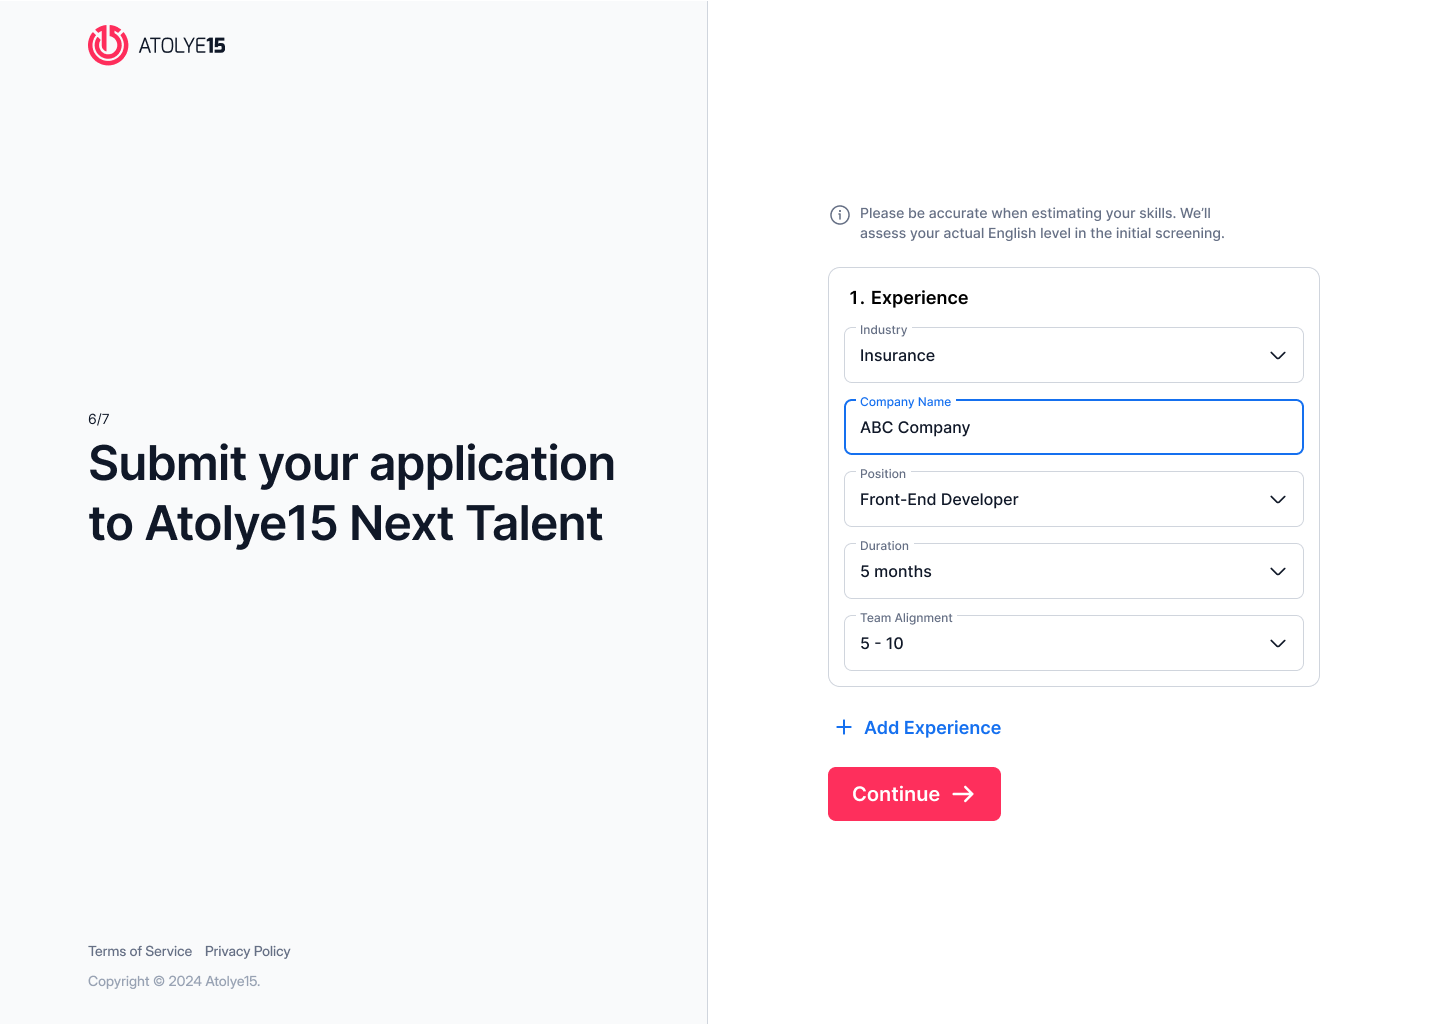 ATOLYE15
6/7
Submit your application
to Atolye15 Next Talent
Terms of Service Privacy Policy
Copyright © 2024 Atolye15.
Please be accurate when estimating your skills. We’ll
assess your actual English level in the initial screening.
1. Experience
Industry
Insurance
Company Name
ABC Company
Position
Front-End Developer
Duration
5 months
Team Alignment
5 - 10
+ Add Experience
Continue →